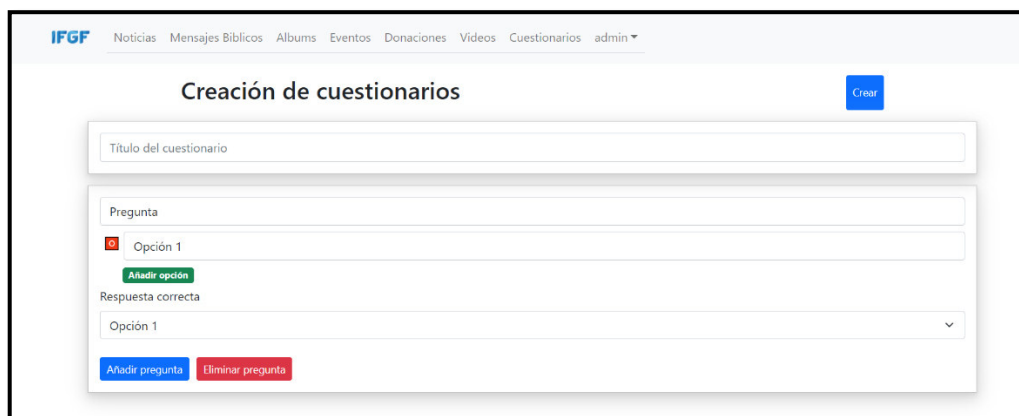 IFGF Noticias Mensajes Biblicos Albums Eventos Donaciones Videos Cuestionarios admin
Creación de cuestionarios Crear
Título del cuestionario
Pregunta
Opción 1
Añadir opción
Respuesta correcta
Opción 1
Añadir pregunta Eliminar pregunta